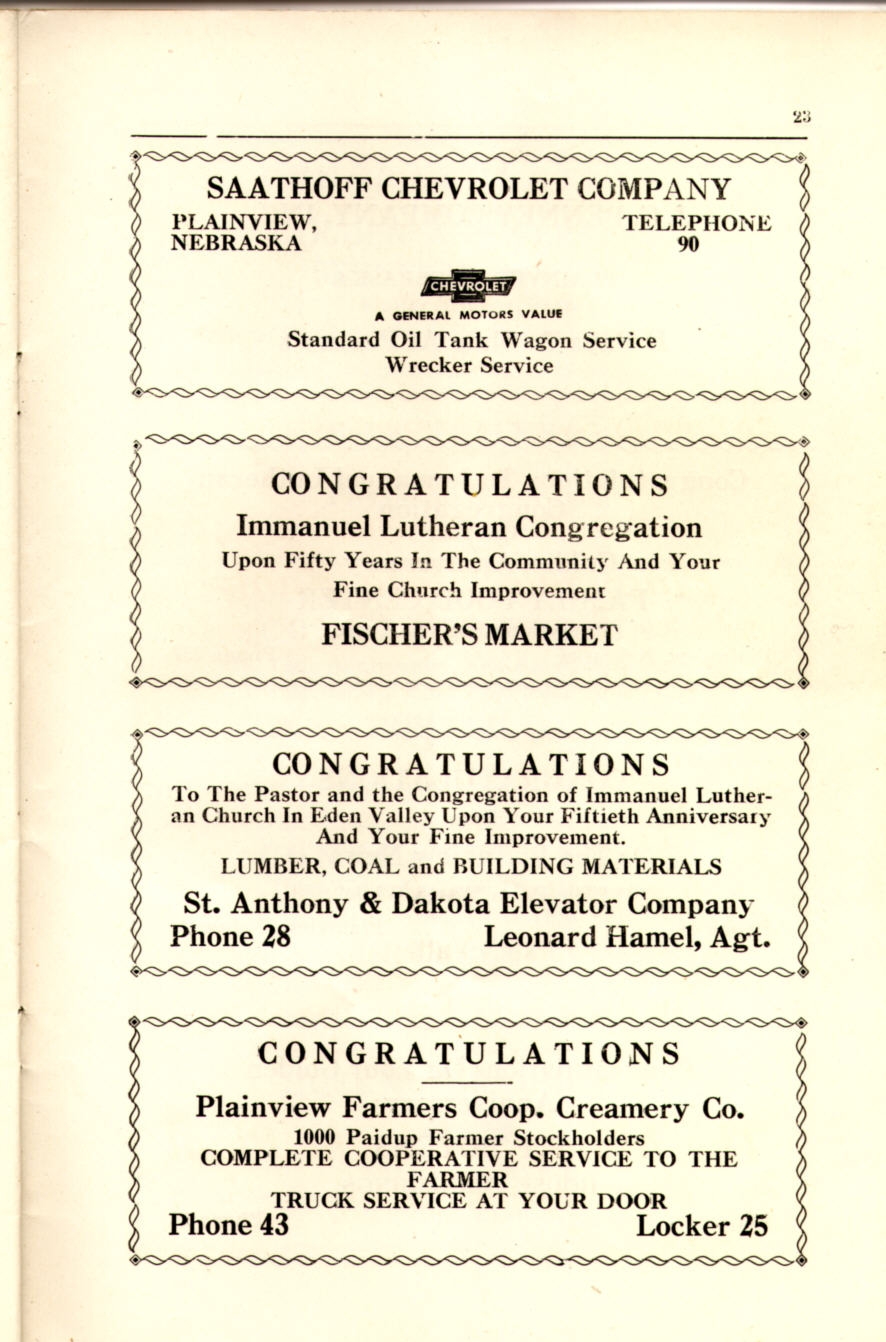 23
SAATHOFF CHEVROLET COMPANY
PLAINVIEW, TELEPHONE
NEBRASKA 90
CHEVROLET
A GENERAL MOTORS VALUE
Standard Oil Tank Wagon Service
Wrecker Service
CONGRATULATIONS
Immanuel Lutheran Congregation
Upon Fifty Years In The Community And Your
Fine Church Improvement
FISCHER'S MARKET
CONGRATULATIONS
To The Pastor and the Congregation of Immanuel Luther-
an Church In Eden Valley Upon Your Fiftieth Anniversary
And Your Fine Improvement.
LUMBER, COAL and BUILDING MATERIALS
St. Anthony & Dakota Elevator Company
Phone 28 Leonard Hamel, Agt.
CONGRATULATIONS
Plainview Farmers Coop. Creamery Co.
1000 Paidup Farmer Stockholders
COMPLETE COOPERATIVE SERVICE TO THE
FARMER
TRUCK SERVICE AT YOUR DOOR
Phone 43 Locker 25